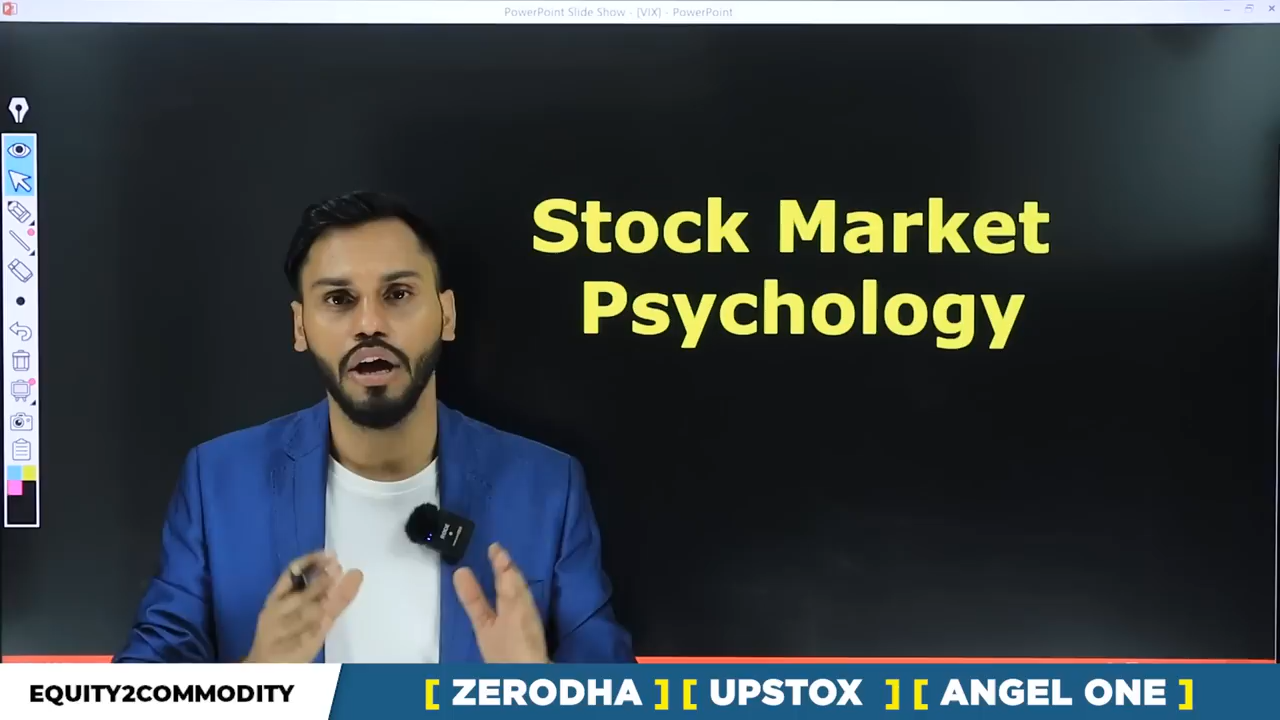 PowerPoint Slide Show - [VIX] - PowerPoint
Stock Market
Psychology
EQUITY2COMMODITY
[ ZERODHA ] [ UPSTOX ] [ ANGEL ONE ]